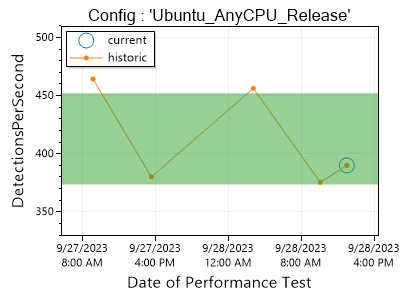 Config : 'Ubuntu_AnyCPU_Release'
current
historic
500
450
400
350
DetectionsPerSecond
9/27/2023 9/27/2023 9/28/2023 9/28/2023 9/28/2023
8:00 AM 4:00 PM 12:00 AM 8:00 AM 4:00 PM
Date of Performance Test